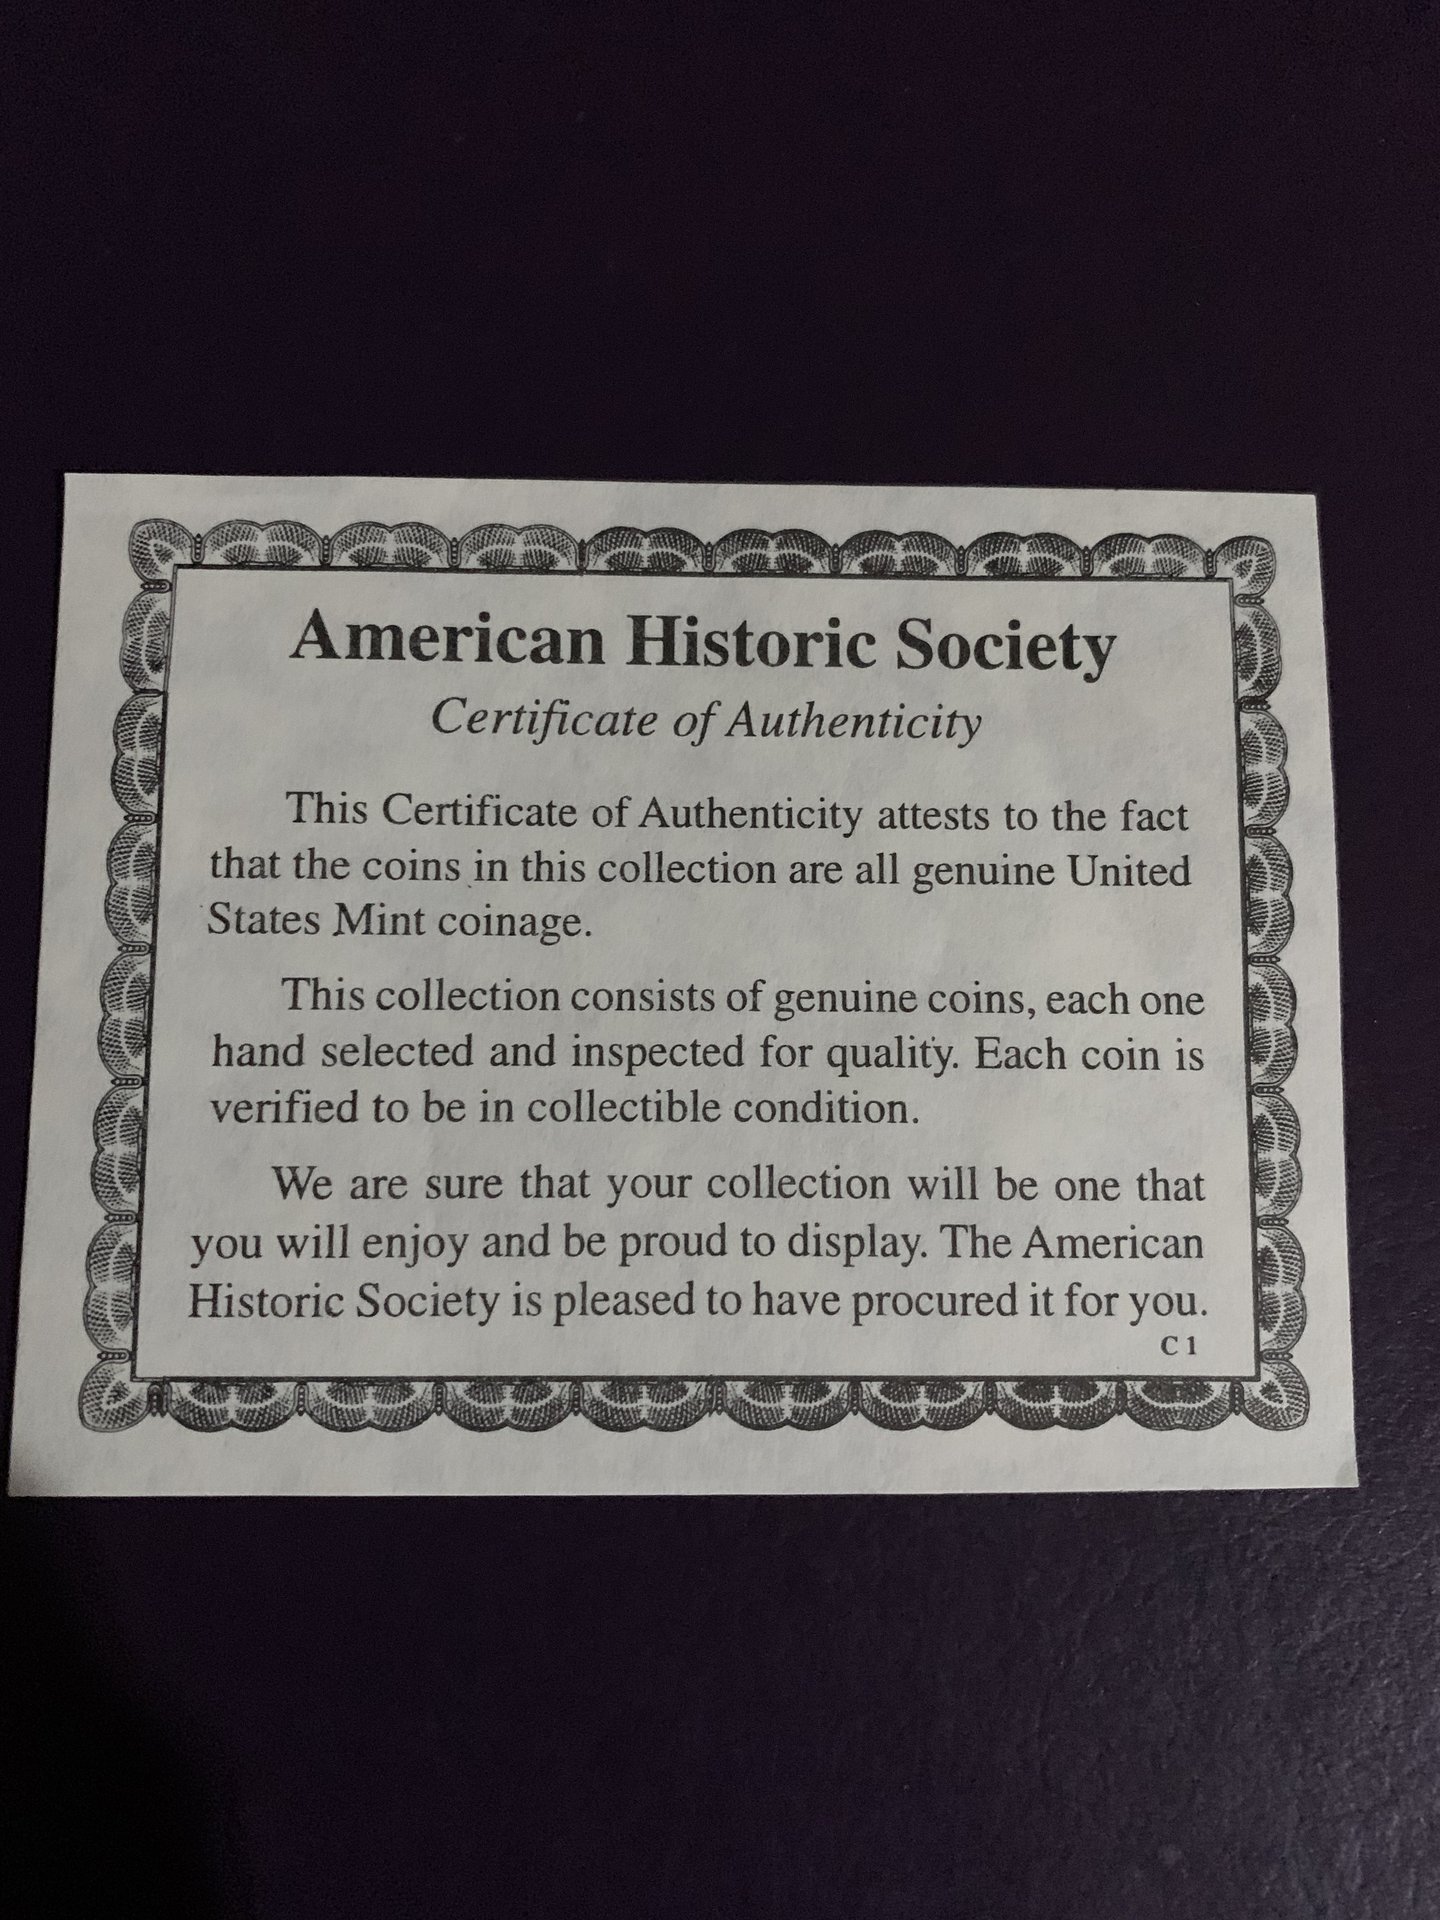 American Historic Society
Certificate of Authenticity
This Certificate of Authenticity attests to the fact
that the coins in this collection are all genuine United
States Mint coinage.
This collection consists of genuine coins, each one
hand selected and inspected for quality. Each coin is
verified to be in collectible condition.
We are sure that your collection will be one that
you will enjoy and be proud to display. The American
Historic Society is pleased to have procured it for you.
C 1